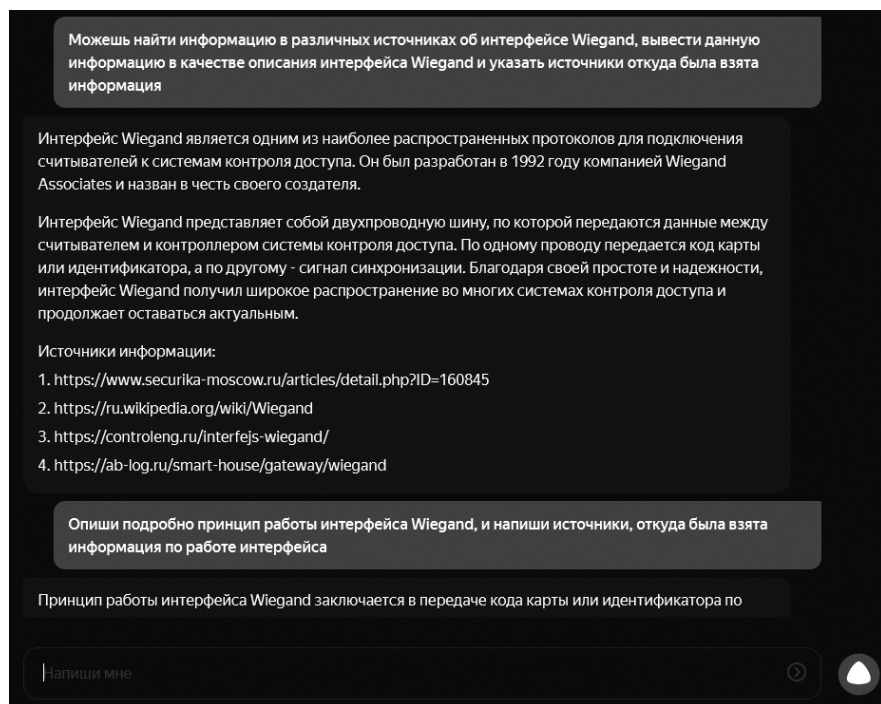 Можешь найти информацию в различных источниках об интерфейсе Wiegand, вывести данную
информацию в качестве описания интерфейса Wiegand и указать источники откуда была взята
информация
Интерфейс Wiegand является одним из наиболее распространенных протоколов для подключения
считывателей к системам контроля доступа. Он был разработан в 1992 году компанией Wiegand
Associates и назван в честь своего создателя.
Интерфейс Wiegand представляет собой двухпроводную шину, по которой передаются данные между
считывателем и контроллером системы контроля доступа. По одному проводу передается код карты
или идентификатора, а по другому - сигнал синхронизации. Благодаря своей простоте и надежности,
интерфейс Wiegand получил широкое распространение во многих системах контроля доступа и
продолжает оставаться актуальным.
Источники информации:
1. https://www.securika-moscow.ru/articles/detail.php?ID=160845
2. https://ru.wikipedia.org/wiki/Wiegand
3. https://controleng.ru/interfejs-wiegand/
4. https://ab-log.ru/smart-house/gateway/wiegand
Опиши подробно принцип работы интерфейса Wiegand, и напиши источники, откуда была взята
информация по работе интерфейса
Принцип работы интерфейса Wiegand заключается в передаче кода карты или идентификатора по
Напиши мне